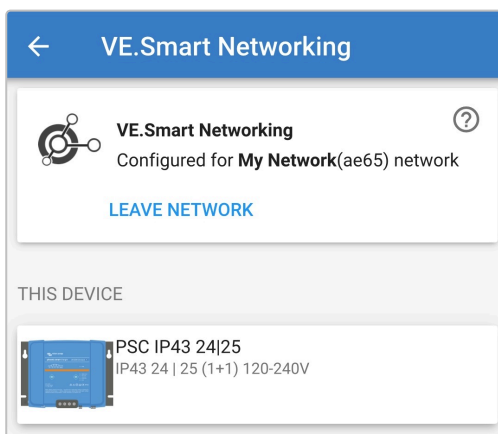 VE.Smart Networking
VE.Smart Networking
Configured for My Network(ae65) network
LEAVE NETWORK
THIS DEVICE
PSC IP43 24|25
IP43 24 | 25 (1+1) 120-240V